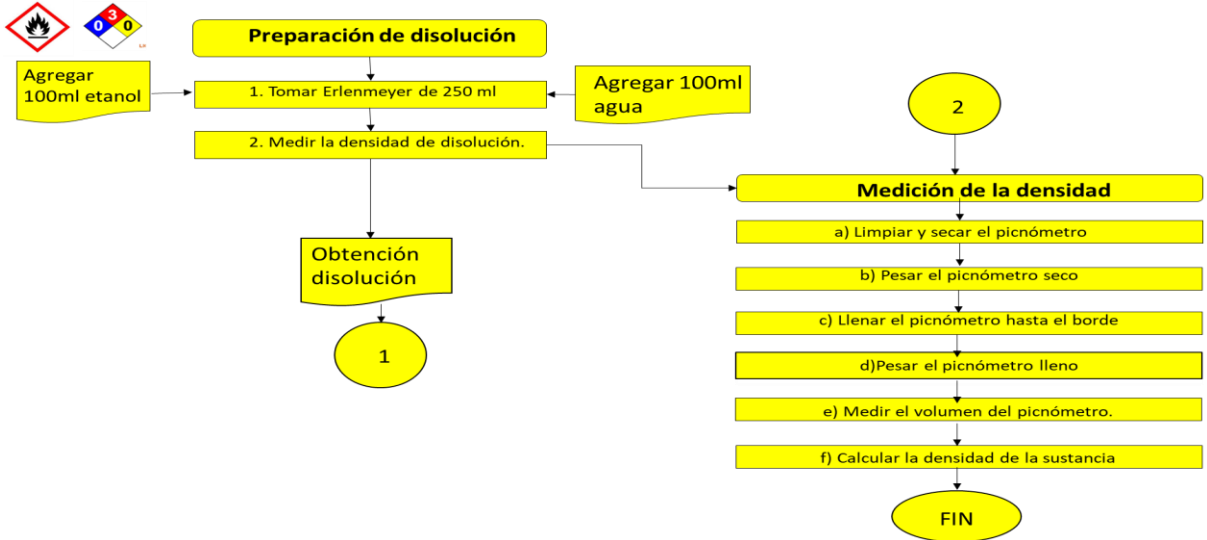 0 3 0
Preparación de disolución
Agregar
100ml etanol
1. Tomar Erlenmeyer de 250 ml
Agregar 100ml
agua
2. Medir la densidad de disolución.
Obtención
disolución
1
2
Medición de la densidad
a) Limpiar y secar el picnómetro
b) Pesar el picnómetro seco
c) Llenar el picnómetro hasta el borde
d)Pesar el picnómetro lleno
e) Medir el volumen del picnómetro.
f) Calcular la densidad de la sustancia
FIN